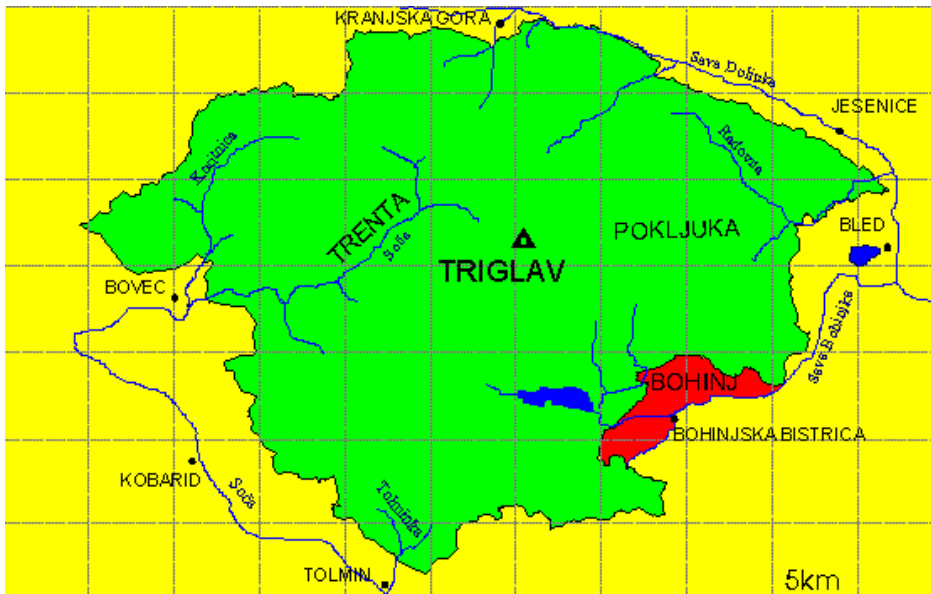 KRANJSKA GORA
Sava Dolinka
JESENICE
Radovna
Koritnica
TRENTA
Soča
POKLJUKA
BLED
TRIGLAV
BOVEC
Sava Bohinjka
BOHINJ
BOHINJSKA BISTRICA
KOBARID
Soča
Tolminka
TOLMIN
5km